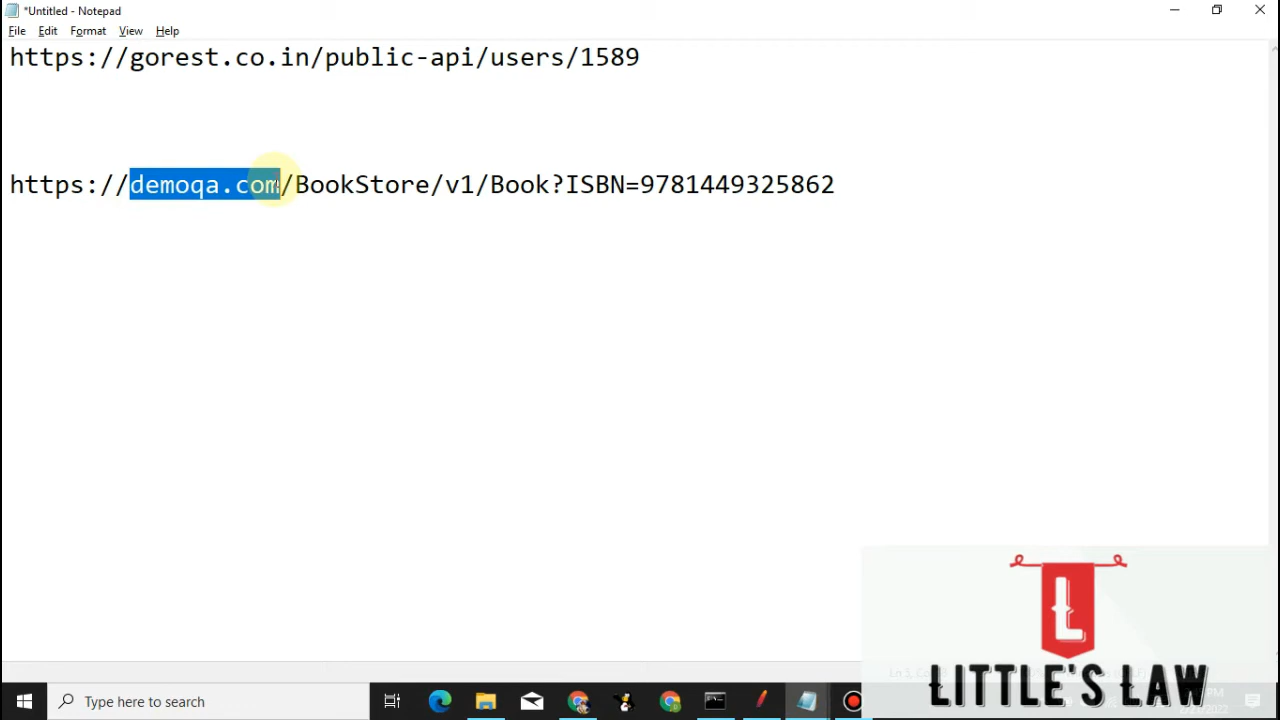 *Untitled - Notepad
File Edit Format View Help
https://gorest.co.in/public-api/users/1589
https://demoqa.com/BookStore/v1/Book?ISBN=9781449325862
L
LITTLE'S LAW
Type here to search